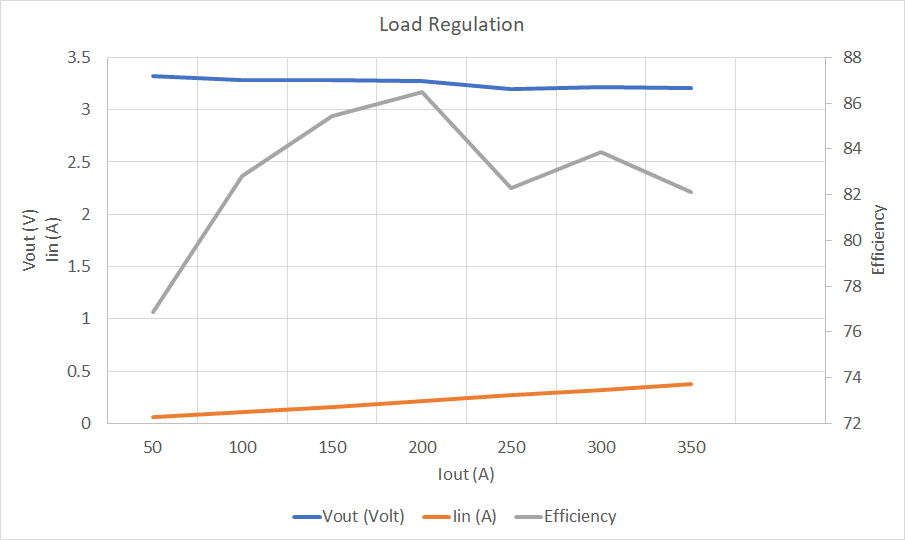 Load Regulation
3.5
3
2.5
2
1.5
1
0.5
0
88
86
84
82
80
78
76
74
72
Vout (V)
Iin (A)
Efficiency
50 100 150 200 250 300 350
Iout (A)
Vout (Volt) Iin (A) Efficiency